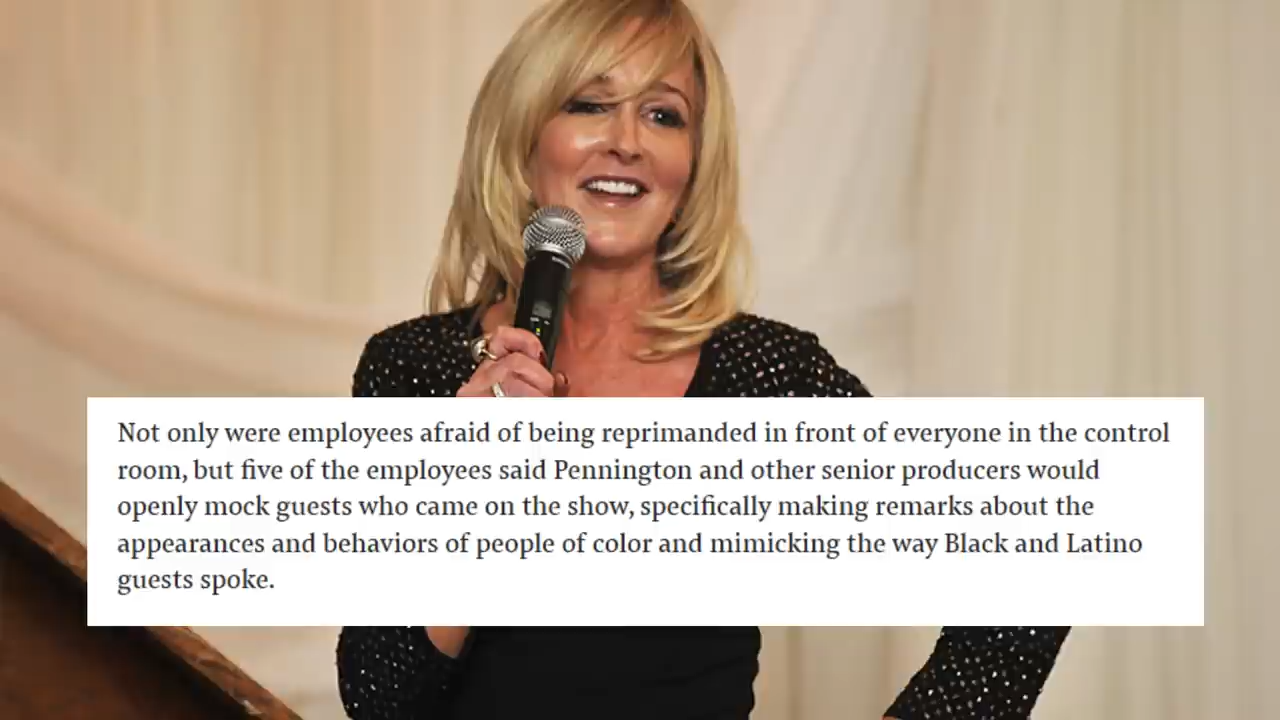 Not only were employees afraid of being reprimanded in front of everyone in the control
room, but five of the employees said Pennington and other senior producers would
openly mock guests who came on the show, specifically making remarks about the
appearances and behaviors of people of color and mimicking the way Black and Latino
guests spoke.